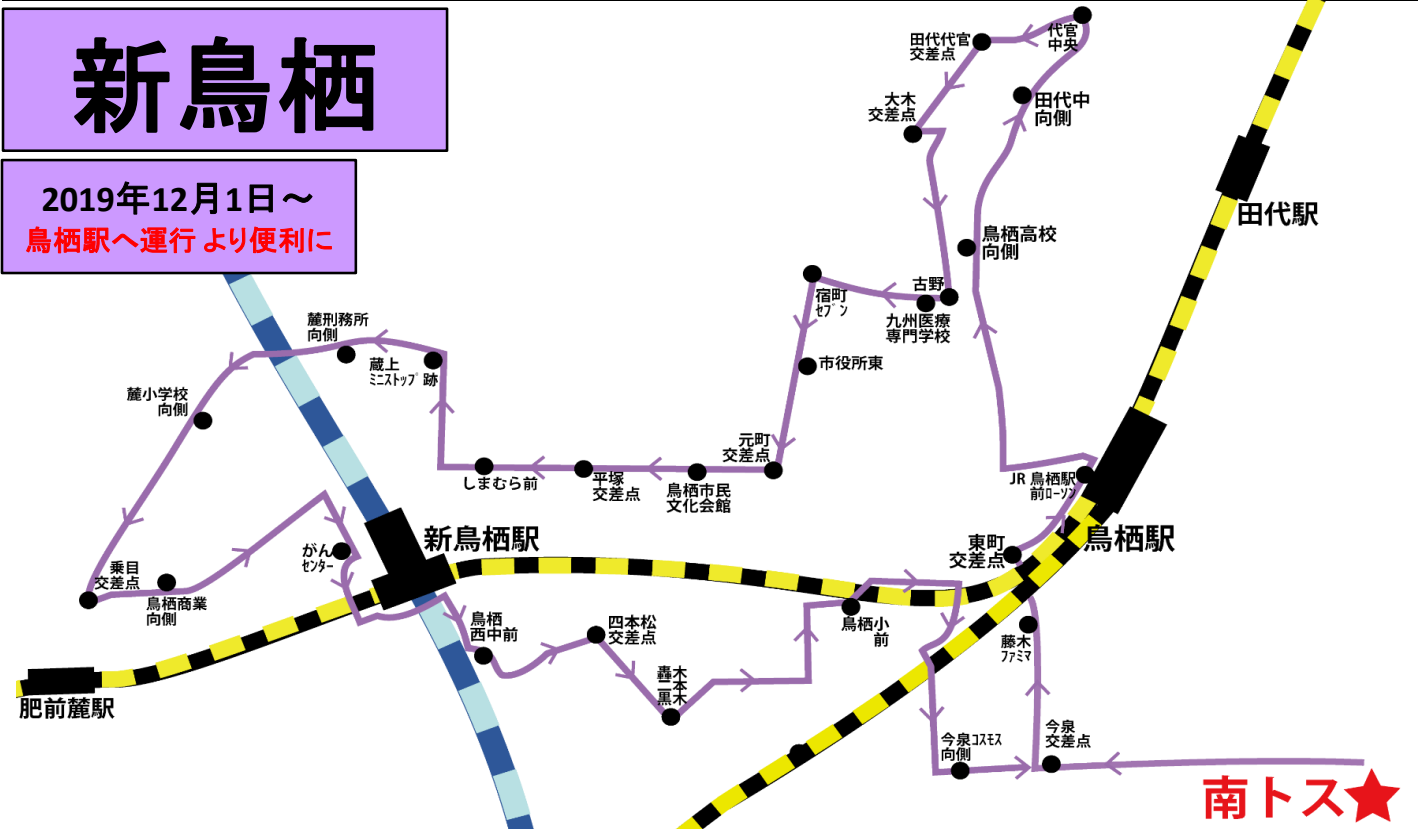 新鳥栖
2019年12月1日～
鳥栖駅へ運行 より便利に
代官
中央
田代代官
交差点
田代中
向側
大木
交差点
田代駅
鳥栖高校
向側
古野
九州医療
専門学校
宿町
ｾﾌﾞﾝ
市役所東
麓刑務所
向側
蔵上
ﾐﾆｽﾄｯﾌﾟ 跡
麓小学校
向側
元町
交差点
しまむら前
平塚
交差点
鳥栖市民
文化会館
JR 鳥栖駅
前ﾛｰｿﾝ
鳥栖駅
東町
交差点
新鳥栖駅
がん
ｾﾝﾀｰ
乗目
交差点
鳥栖商業
向側
鳥栖
西中前
四本松
交差点
鳥栖小
前
藤木
ﾌｧﾐﾏ
轟木
二本
黒木
肥前麓駅
今泉ｺｽﾓｽ
向側
今泉
交差点
南トス★